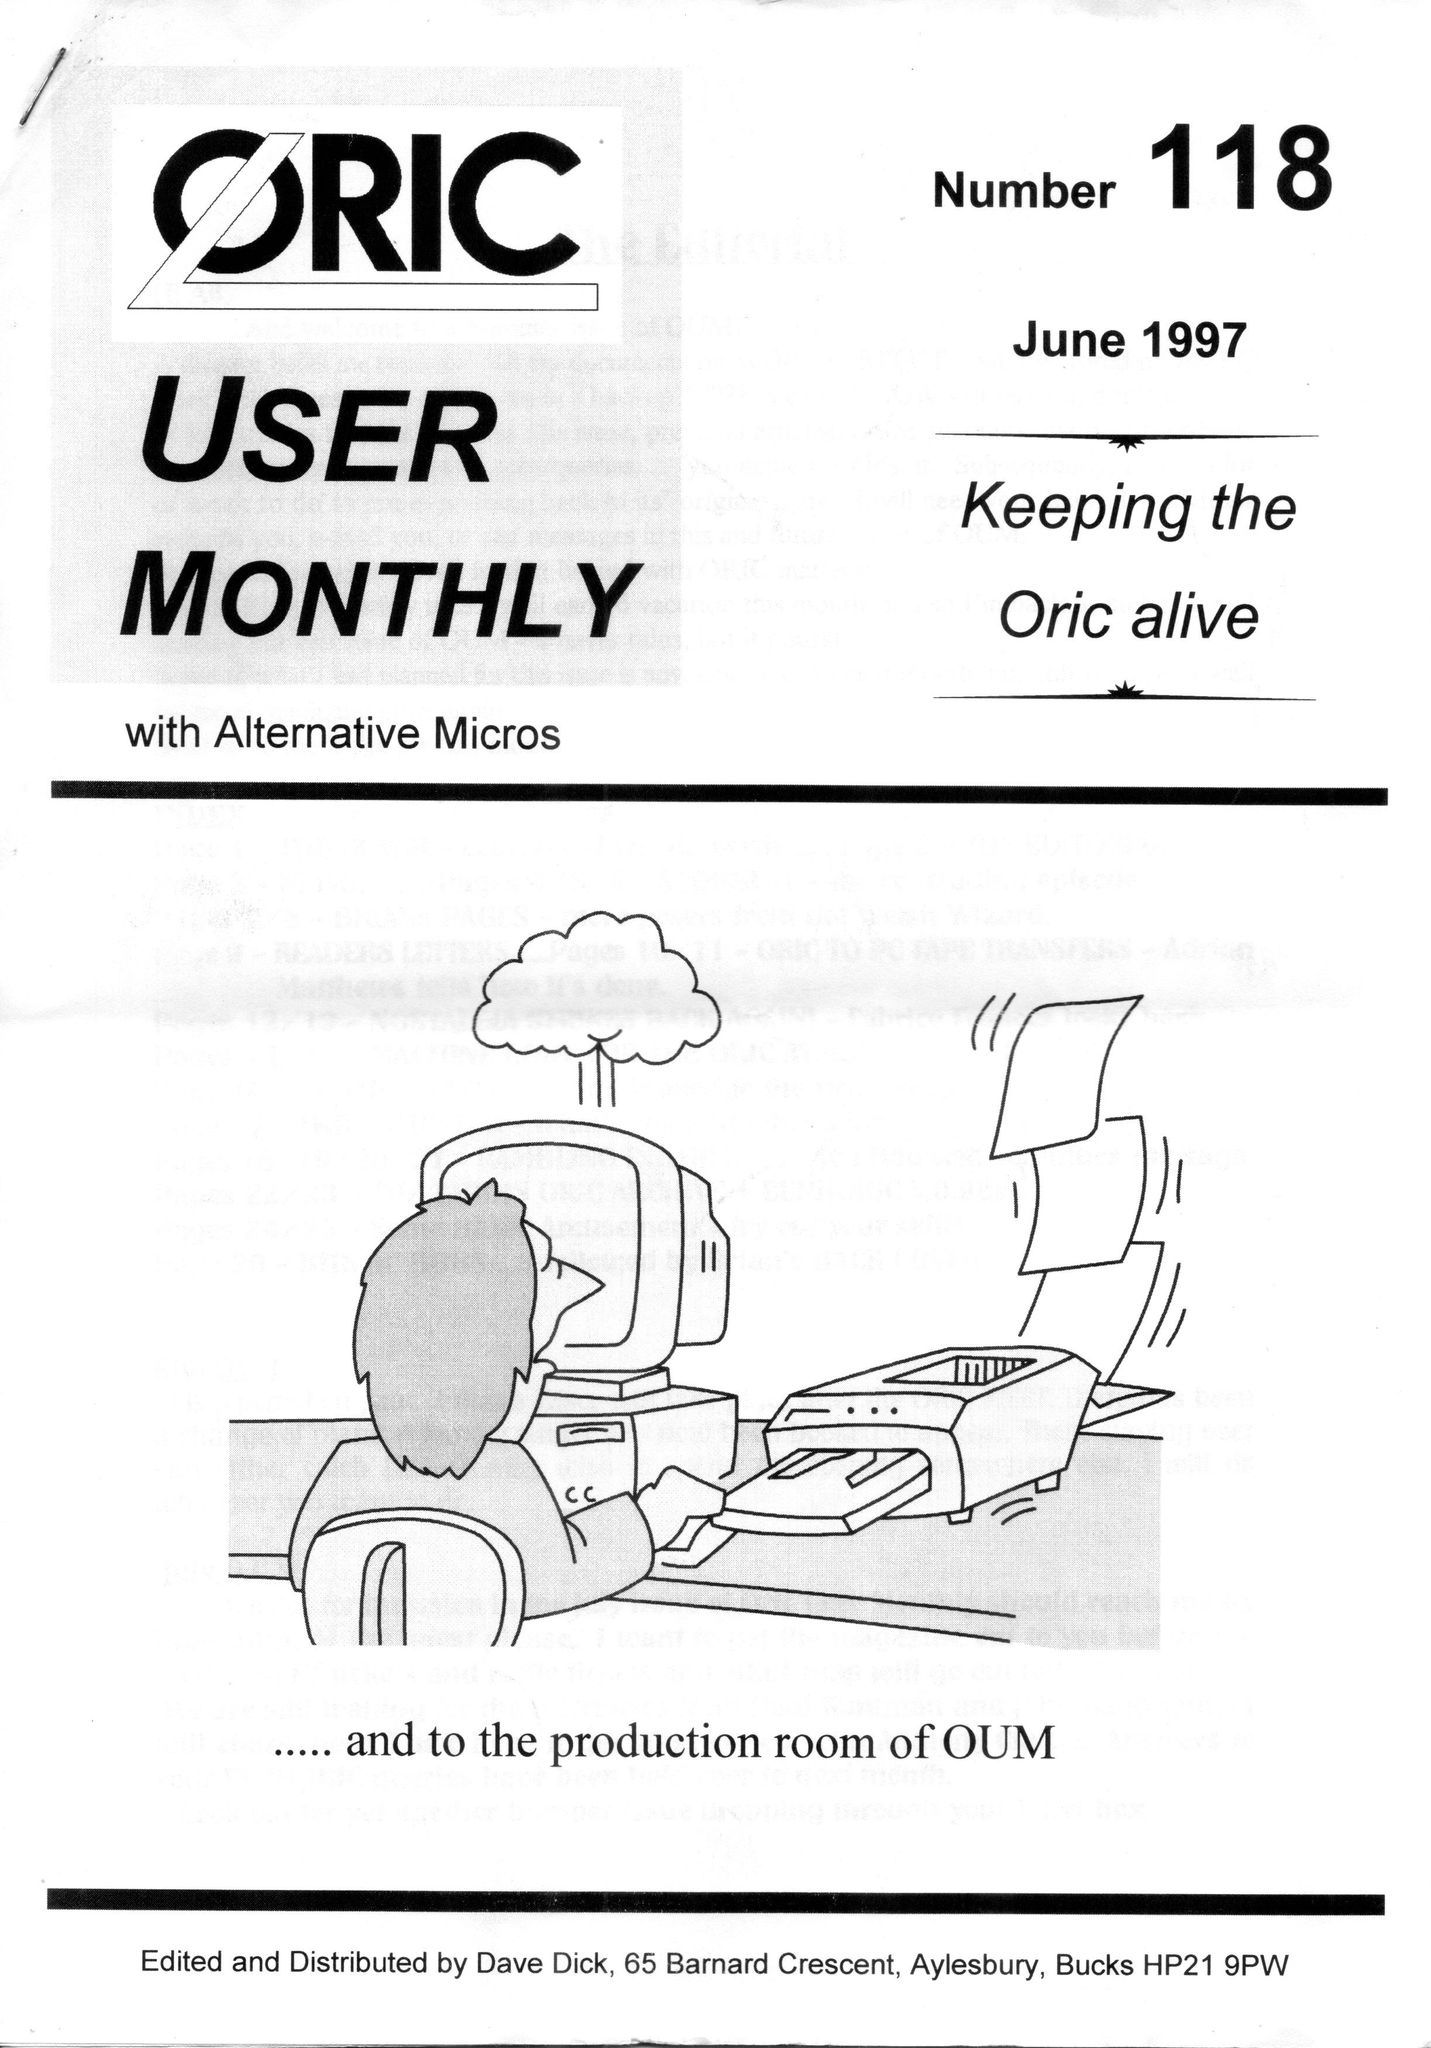 ORIC
USER
MONTHLY
with Alternative Micros
Number 118
June 1997
Keeping the
Oric alive
..... and to the production room of OUM
Edited and Distributed by Dave Dick, 65 Barnard Crescent, Aylesbury, Bucks HP21 9PW